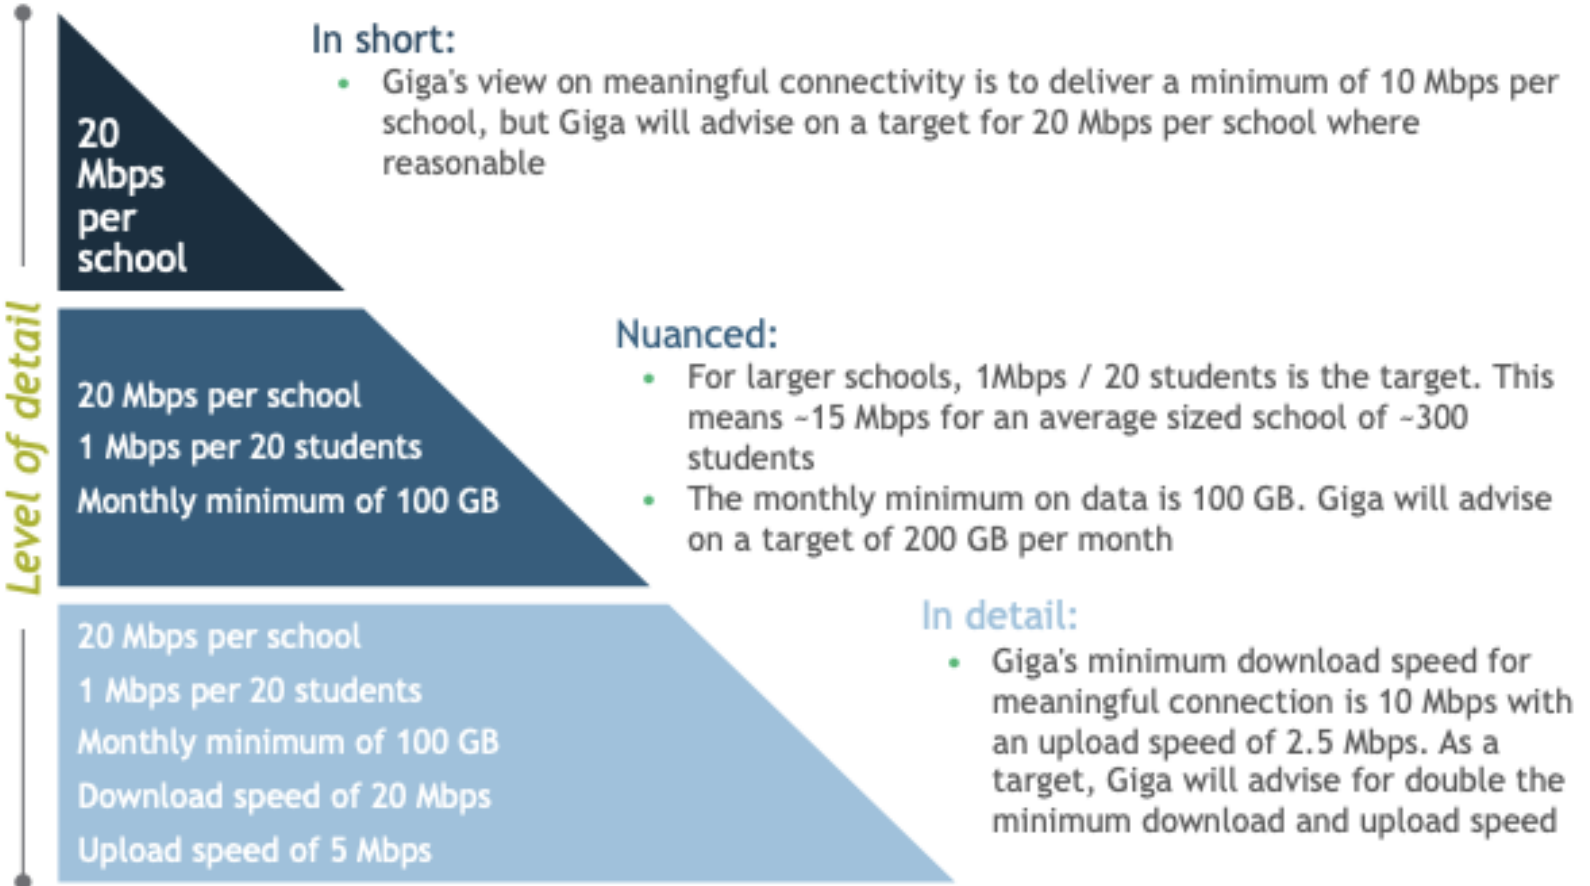 Level of detail
20
Mbps
per
school
In short:
• Giga's view on meaningful connectivity is to deliver a minimum of 10 Mbps per
school, but Giga will advise on a target for 20 Mbps per school where
reasonable
20 Mbps per school
1 Mbps per 20 students
Monthly minimum of 100 GB
Nuanced:
• For larger schools, 1Mbps / 20 students is the target. This
means ~15 Mbps for an average sized school of ~300
students
• The monthly minimum on data is 100 GB. Giga will advise
on a target of 200 GB per month
20 Mbps per school
1 Mbps per 20 students
Monthly minimum of 100 GB
Download speed of 20 Mbps
Upload speed of 5 Mbps
In detail:
• Giga's minimum download speed for
meaningful connection is 10 Mbps with
an upload speed of 2.5 Mbps. As a
target, Giga will advise for double the
minimum download and upload speed